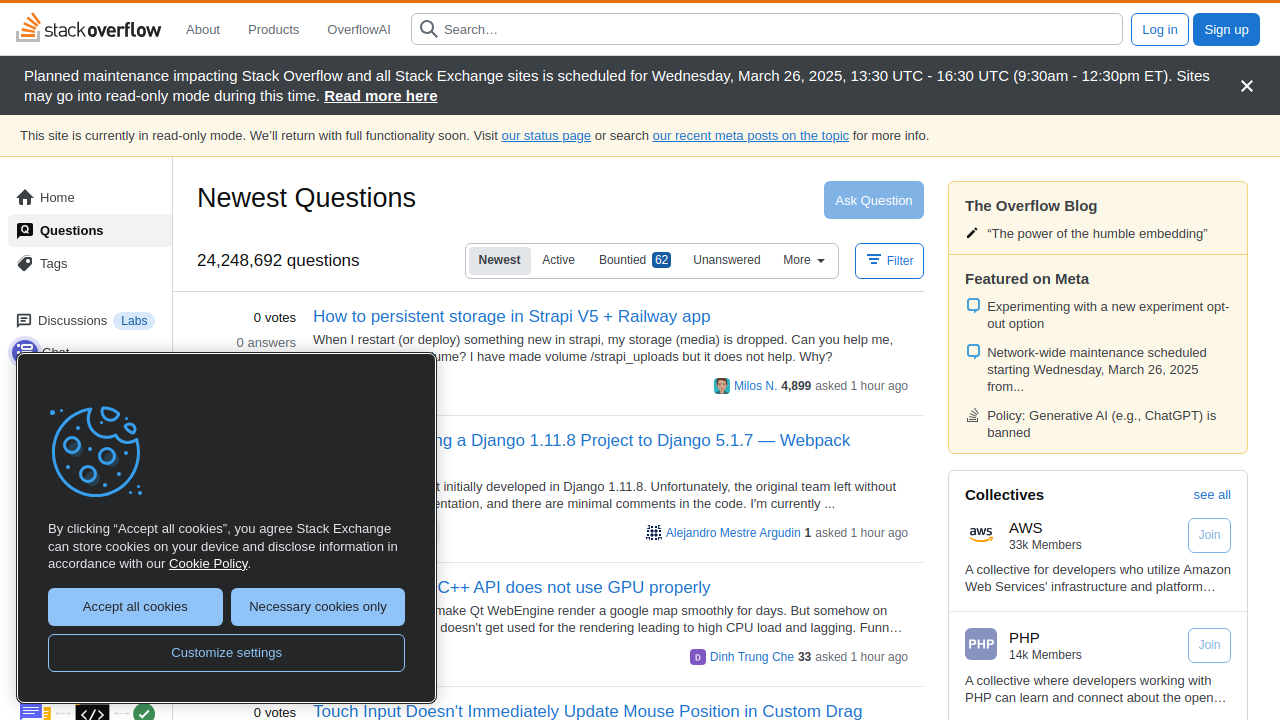 stack overflow
About
Products
OverflowAI
Search…
Log in
Sign up
Planned maintenance impacting Stack Overflow and all Stack Exchange sites is scheduled for Wednesday, March 26, 2025, 13:30 UTC - 16:30 UTC (9:30am - 12:30pm ET). Sites
may go into read-only mode during this time. Read more here
This site is currently in read-only mode. We’ll return with full functionality soon. Visit our status page or search our recent meta posts on the topic for more info.
Home
Questions
Tags
Discussions
Labs
Newest Questions
Ask Question
24,248,692 questions
Newest
Active
Bountied 62
Unanswered
More
Filter
0 votes
0 answers
How to persistent storage in Strapi V5 + Railway app
When I restart (or deploy) something new in strapi, my storage (media) is dropped. Can you help me,
ume? I have made volume /strapi_uploads but it does not help. Why?
Milos N. 4,899 asked 1 hour ago
ng a Django 1.11.8 Project to Django 5.1.7 — Webpack
t initially developed in Django 1.11.8. Unfortunately, the original team left without
entation, and there are minimal comments in the code. I'm currently ...
Alejandro Mestre Argudin 1 asked 1 hour ago
C++ API does not use GPU properly
make Qt WebEngine render a google map smoothly for days. But somehow on
doesn't get used for the rendering leading to high CPU load and lagging. Funn…
Dinh Trung Che 33 asked 1 hour ago
0 votes
Touch Input Doesn't Immediately Update Mouse Position in Custom Drag
By clicking “Accept all cookies”, you agree Stack Exchange
can store cookies on your device and disclose information in
accordance with our Cookie Policy.
Accept all cookies
Necessary cookies only
Customize settings
The Overflow Blog
“The power of the humble embedding”
Featured on Meta
Experimenting with a new experiment opt-
out option
Network-wide maintenance scheduled
starting Wednesday, March 26, 2025
from...
Policy: Generative AI (e.g., ChatGPT) is
banned
Collectives
see all
aws
AWS
33k Members
Join
A collective for developers who utilize Amazon
Web Services' infrastructure and platform…
PHP
PHP
14k Members
Join
A collective where developers working with
PHP can learn and connect about the open…